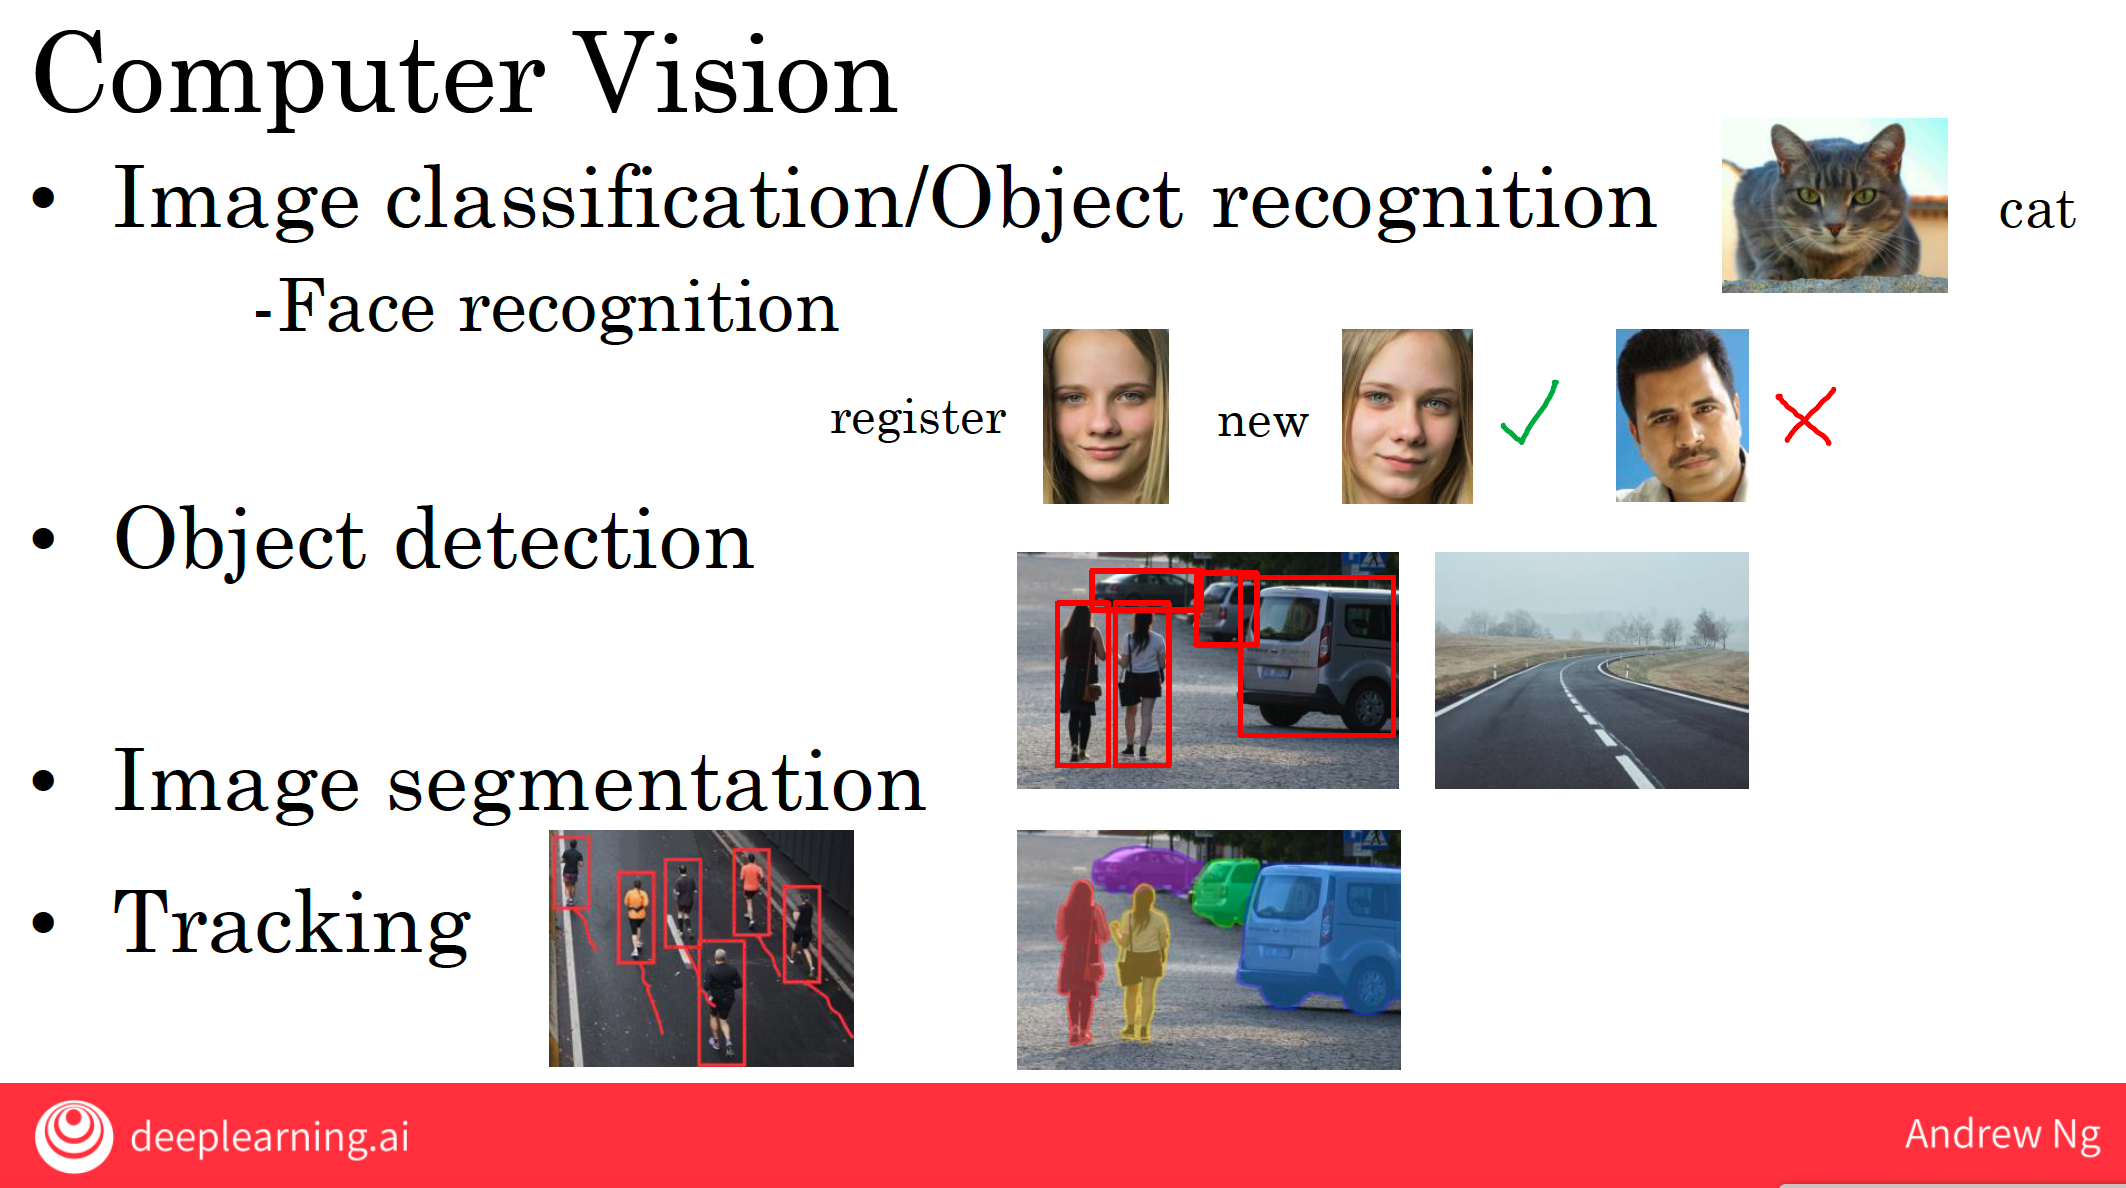 Computer Vision
• Image classification/Object recognition
cat
-Face recognition
register
new
• Object detection
• Image segmentation
• Tracking
deeplearning.ai
Andrew Ng